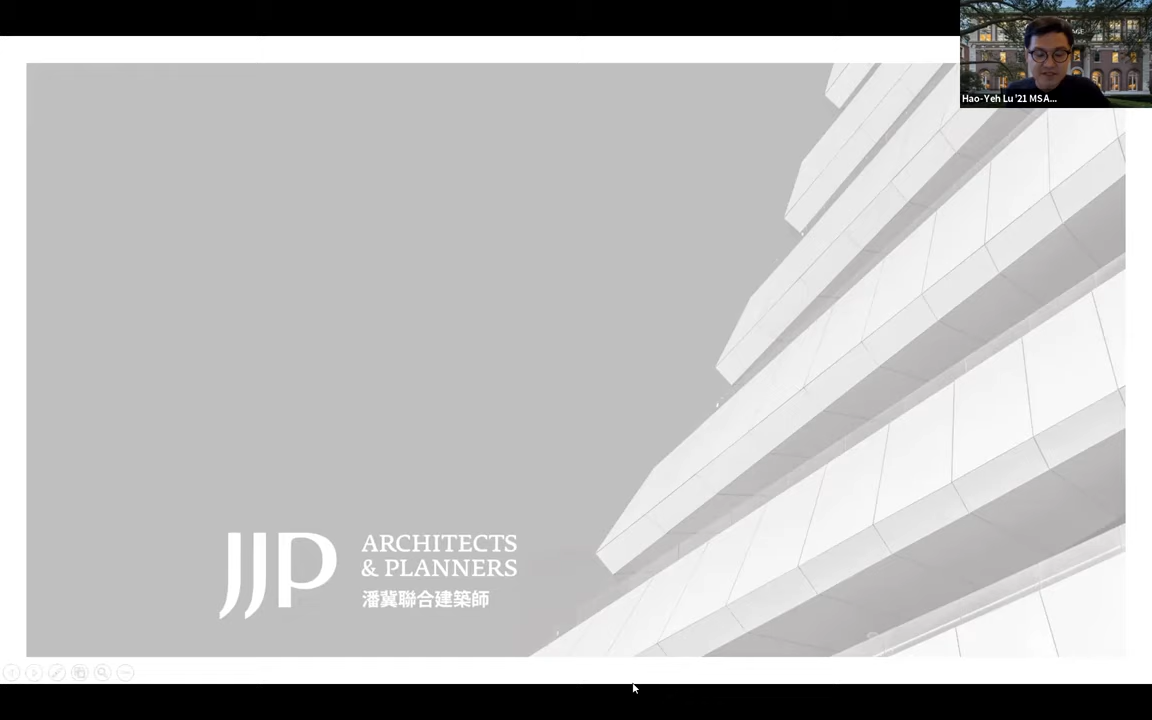 Hao-Yeh Lu '21 MSA...
JJP
ARCHITECTS
& PLANNERS
潘冀聯合建築師